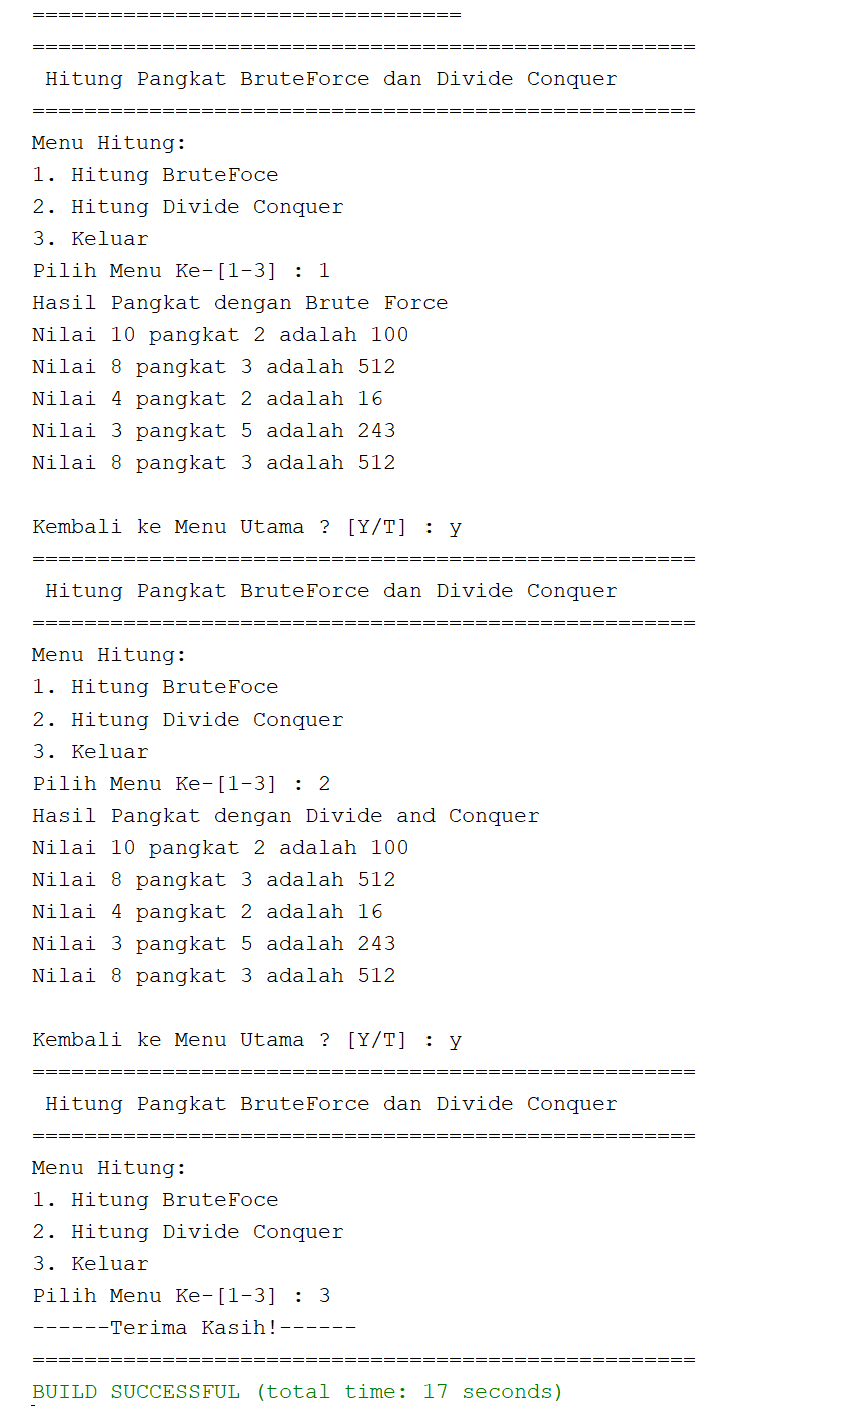 =================================
===================================================
Hitung Pangkat BruteForce dan Divide Conquer
===================================================
Menu Hitung:
1. Hitung BruteFoce
2. Hitung Divide Conquer
3. Keluar
Pilih Menu Ke-[1-3] : 1
Hasil Pangkat dengan Brute Force
Nilai 10 pangkat 2 adalah 100
Nilai 8 pangkat 3 adalah 512
Nilai 4 pangkat 2 adalah 16
Nilai 3 pangkat 5 adalah 243
Nilai 8 pangkat 3 adalah 512

Kembali ke Menu Utama ? [Y/T] : y
===================================================
Hitung Pangkat BruteForce dan Divide Conquer
===================================================
Menu Hitung:
1. Hitung BruteFoce
2. Hitung Divide Conquer
3. Keluar
Pilih Menu Ke-[1-3] : 2
Hasil Pangkat dengan Divide and Conquer
Nilai 10 pangkat 2 adalah 100
Nilai 8 pangkat 3 adalah 512
Nilai 4 pangkat 2 adalah 16
Nilai 3 pangkat 5 adalah 243
Nilai 8 pangkat 3 adalah 512

Kembali ke Menu Utama ? [Y/T] : y
===================================================
Hitung Pangkat BruteForce dan Divide Conquer
===================================================
Menu Hitung:
1. Hitung BruteFoce
2. Hitung Divide Conquer
3. Keluar
Pilih Menu Ke-[1-3] : 3
------Terima Kasih!------
===================================================
BUILD SUCCESSFUL (total time: 17 seconds)